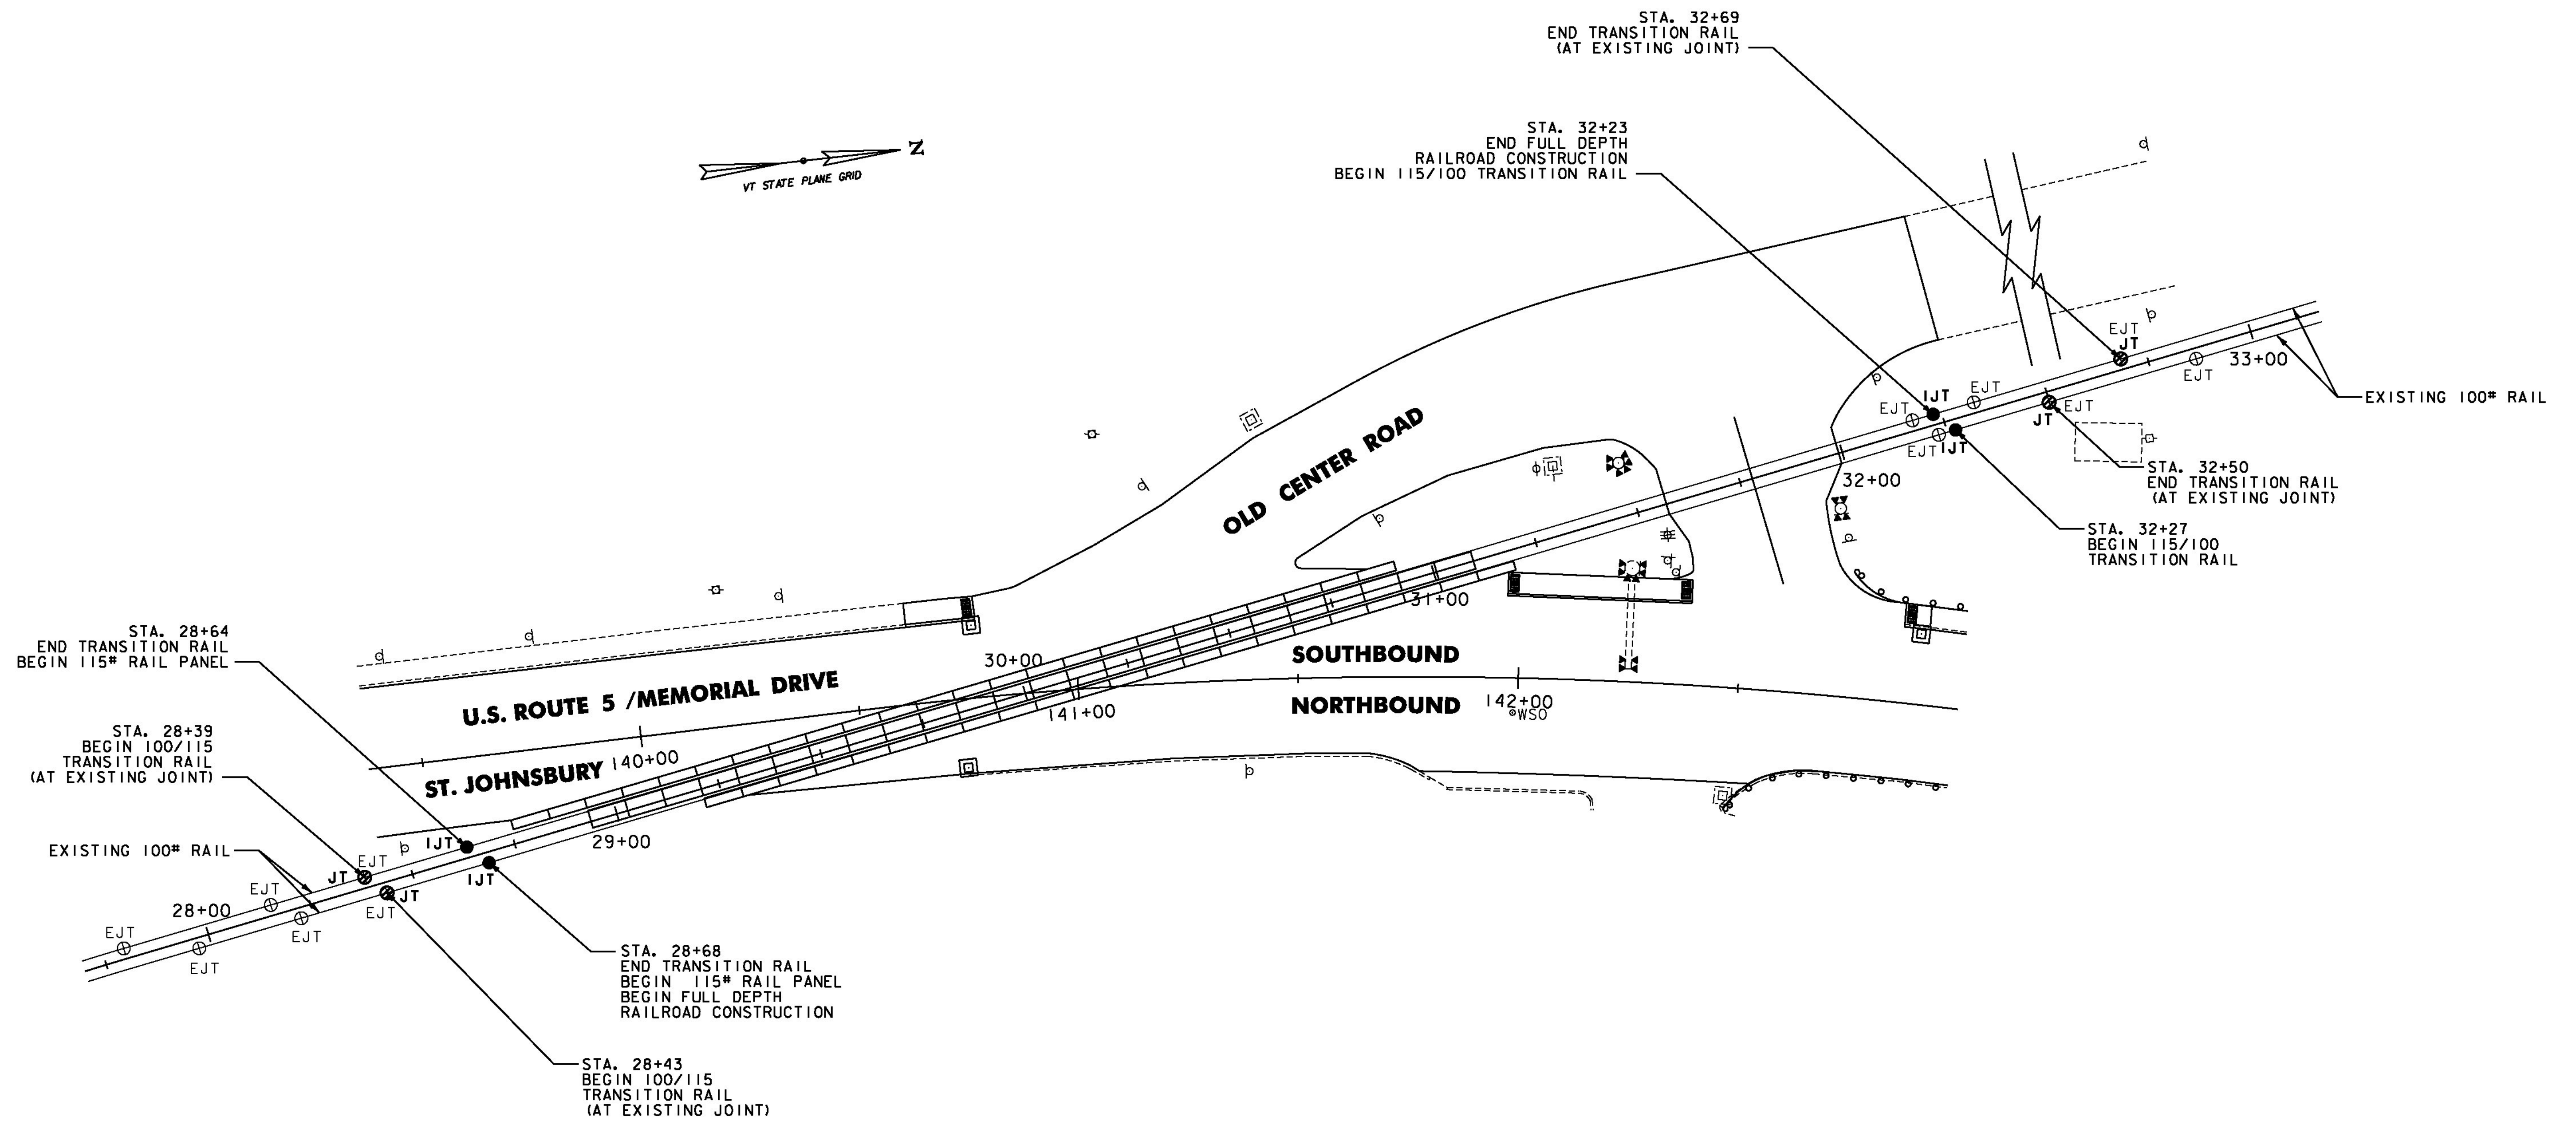 STA. 32+69
END TRANSITION RAIL
(AT EXISTING JOINT)
STA. 32+23
END FULL DEPTH
RAILROAD CONSTRUCTION
BEGIN 115/100 TRANSITION RAIL
N
VT STATE PLANE GRID
EJT
JT
33+00
EJT
EXISTING 100# RAIL
IJT
EJT
EJT
EJT
JT
EJT
IJT
STA. 32+50
END TRANSITION RAIL
(AT EXISTING JOINT)
32+00
STA. 32+27
BEGIN 115/100
TRANSITION RAIL
OLD CENTER ROAD
31+00
30+00
SOUTHBOUND
NORTHBOUND
142+00
WSO
141+00
U.S. ROUTE 5 /MEMORIAL DRIVE
140+00
ST. JOHNSBURY
STA. 28+64
END TRANSITION RAIL
BEGIN 115# RAIL PANEL
STA. 28+39
BEGIN 100/115
TRANSITION RAIL
(AT EXISTING JOINT)
EXISTING 100# RAIL
29+00
IJT
EJT
JT
IJT
EJT
JT
EJT
28+00
EJT
EJT
EJT
STA. 28+68
END TRANSITION RAIL
BEGIN 115# RAIL PANEL
BEGIN FULL DEPTH
RAILROAD CONSTRUCTION
STA. 28+43
BEGIN 100/115
TRANSITION RAIL
(AT EXISTING JOINT)